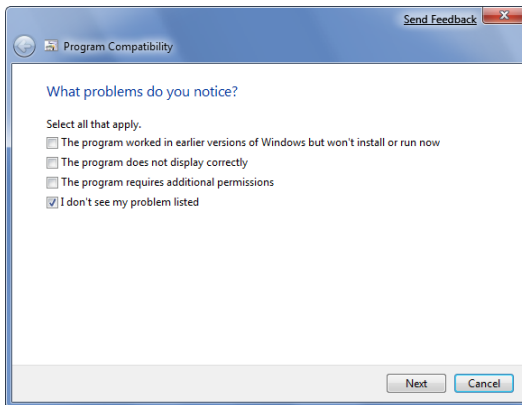 Send Feedback
Program Compatibility
What problems do you notice?
Select all that apply.
The program worked in earlier versions of Windows but won't install or run now
The program does not display correctly
The program requires additional permissions
I don't see my problem listed
Next Cancel